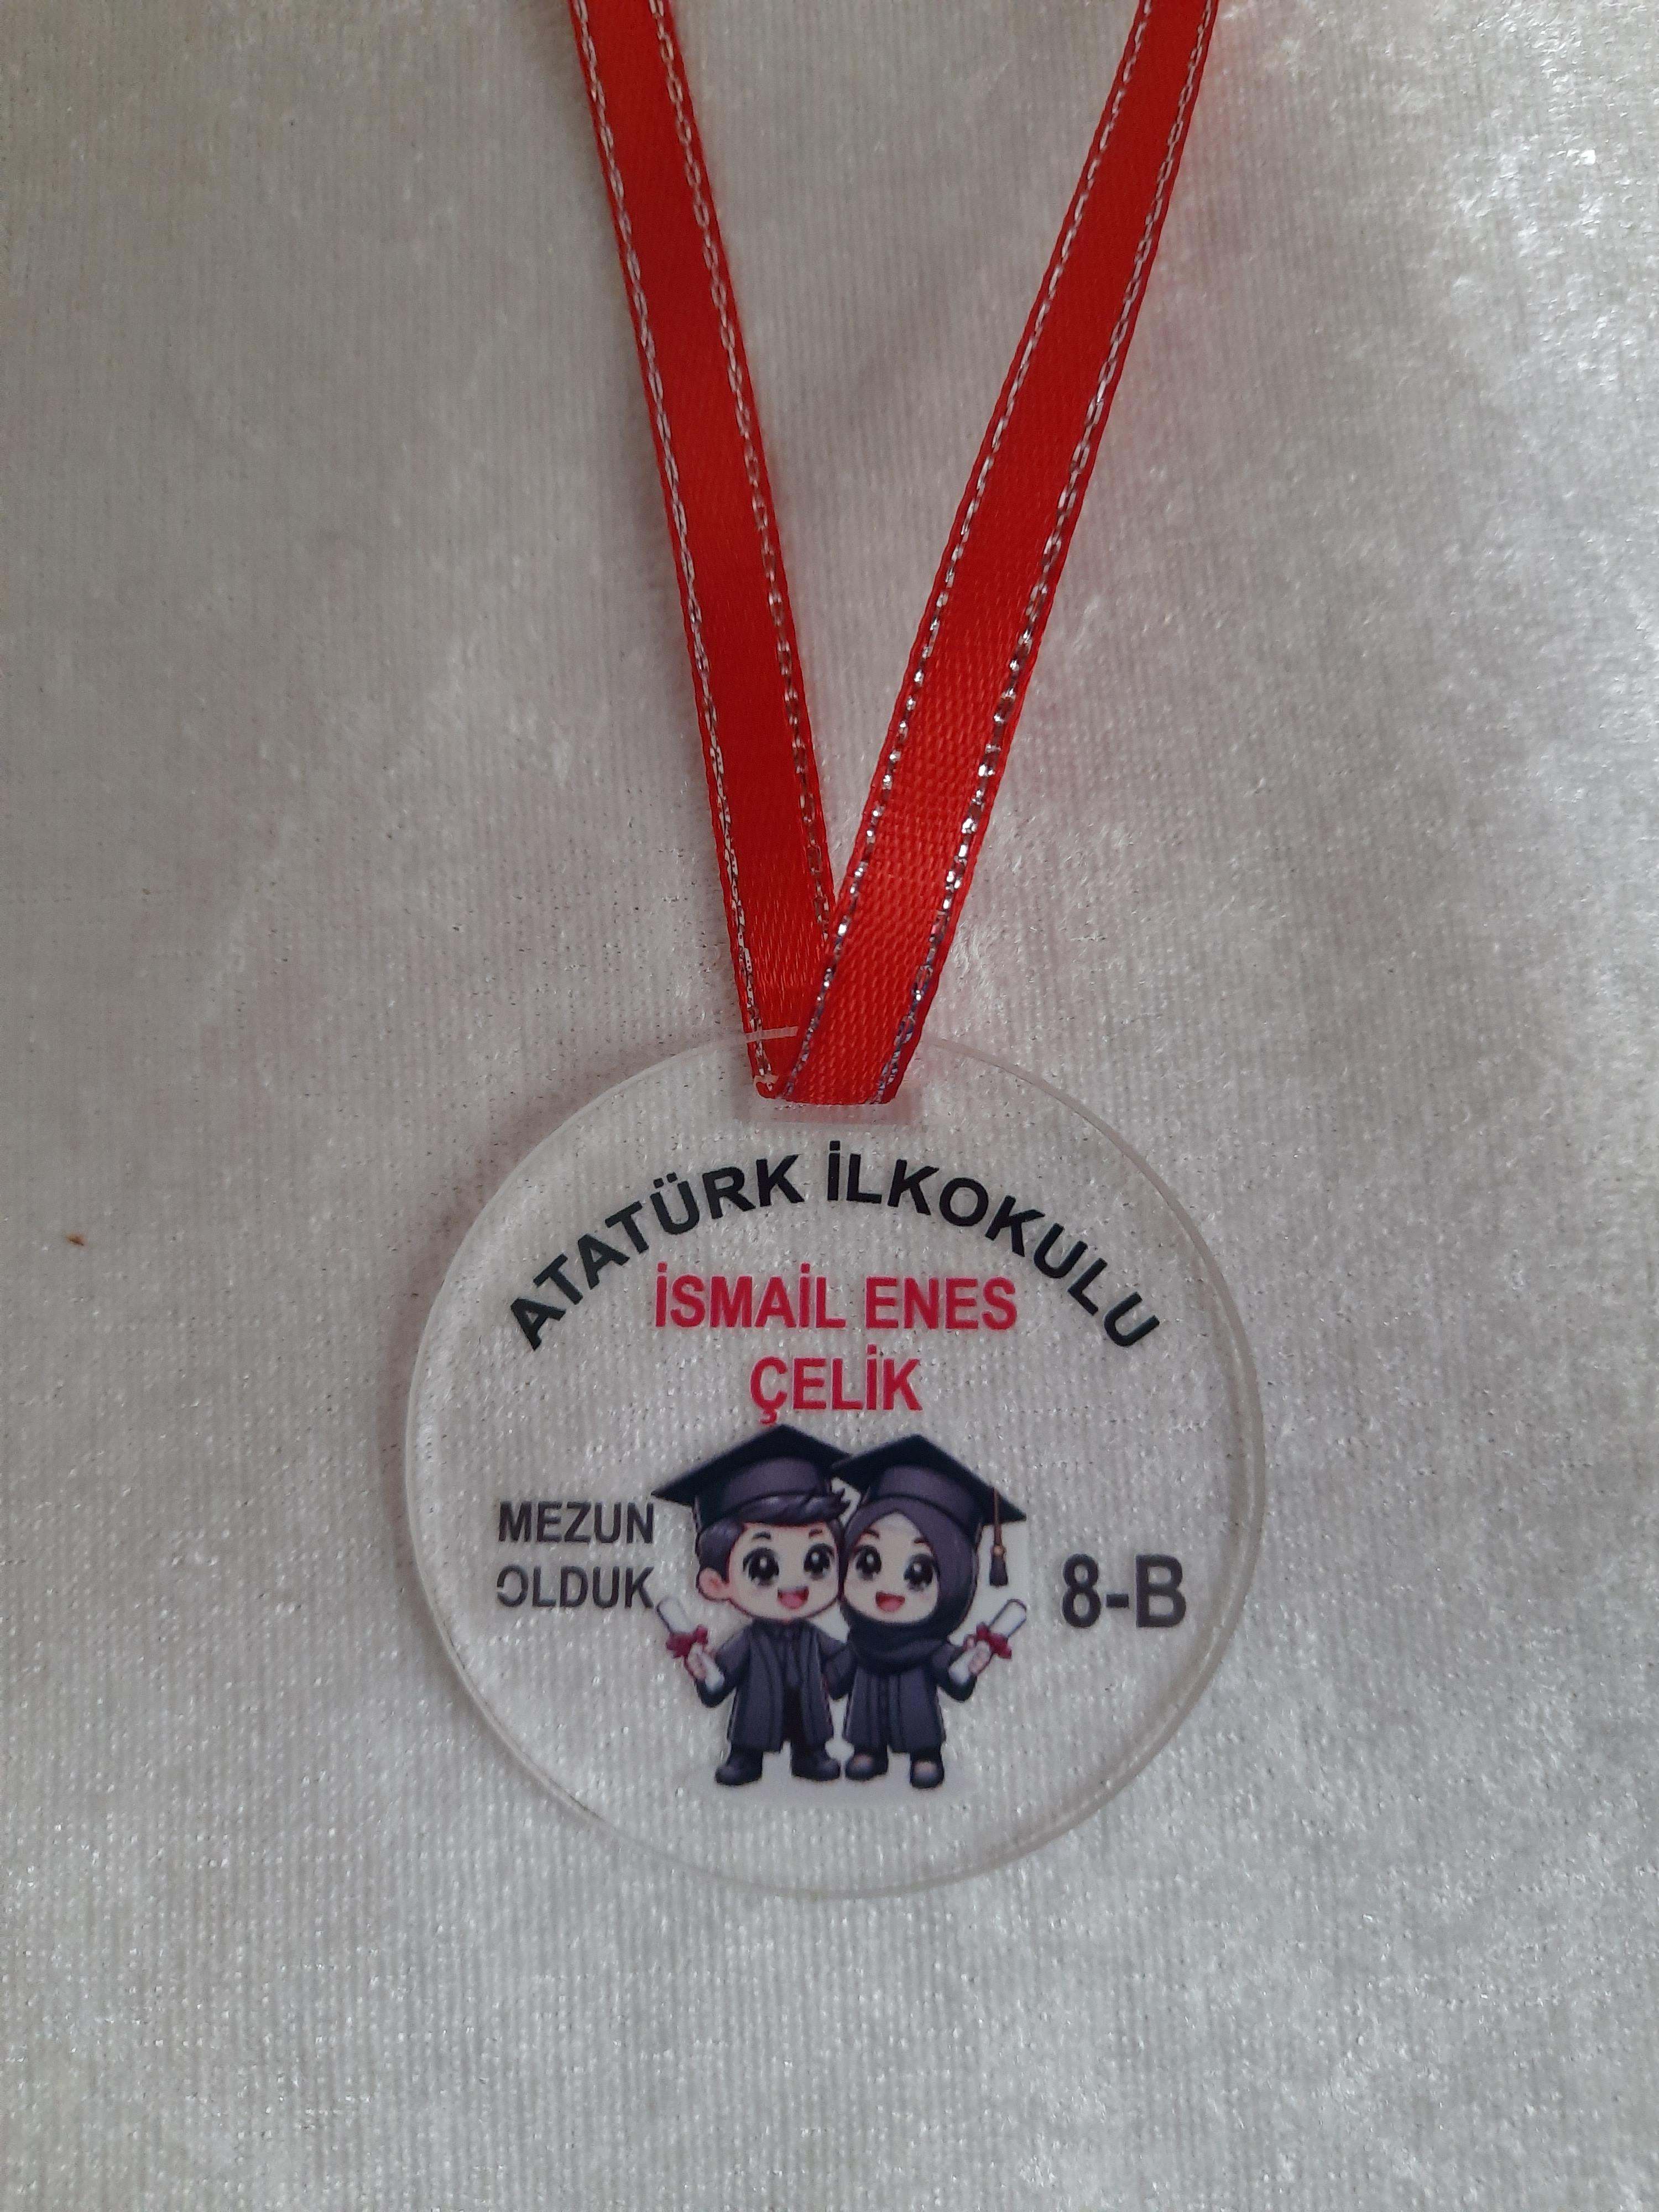 ATATÜRK İLKOKULU
İSMAİL ENES
ÇELİK
MEZUN
OLDUK
8-B